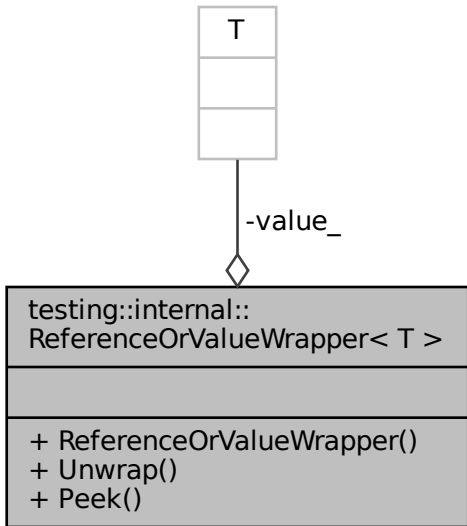 T
-value_
testing::internal::
ReferenceOrValueWrapper< T >
+ ReferenceOrValueWrapper()
+ Unwrap()
+ Peek()